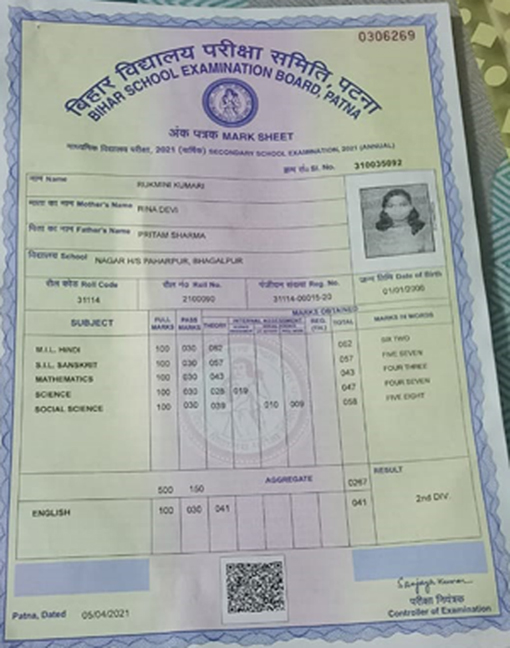 0306269
बिहार विद्यालय परीक्षा समिति, पटना
BIHAR SCHOOL EXAMINATION BOARD, PATNA
अंक पत्रक MARK SHEET
माध्यमिक विद्यालय परीक्षा, 2021 (वार्षिक) SECONDARY SCHOOL EXAMINATION, 2021 (ANNUAL)
क्रम सं० Sl. No. 310035092
नाम Name RUKMINI KUMARI
माता का नाम Mother's Name RINA DEVI
पिता का नाम Father's Name PRITAM SHARMA
विद्यालय School NAGAR H/S PAHARPUR, BHAGALPUR
रौल कोड Roll Code रौल नं० Roll No. पंजीयन संख्या Reg. No. जन्म तिथि Date of Birth
31114 2100090 31114-00015-20 01/01/2006
SUBJECT FULL MARKS PASS MARKS THEORY MARKS OBTAINED INTERNAL ASSESSMENT REG. TOTAL MARKS IN WORDS
M.I.L. HINDI 100 030 062 062 SIX TWO
S.I.L. SANSKRIT 100 030 057 057 FIVE SEVEN
MATHEMATICS 100 030 043 043 FOUR THREE
SCIENCE 100 030 028 019 047 FOUR SEVEN
SOCIAL SCIENCE 100 030 039 010 009 058 FIVE EIGHT
500 150 AGGREGATE 0267 RESULT
ENGLISH 100 030 041 041 2nd DIV.
Sanjaya Kumar
परीक्षा नियंत्रक
Patna, Dated 05/04/2021 Controller of Examination